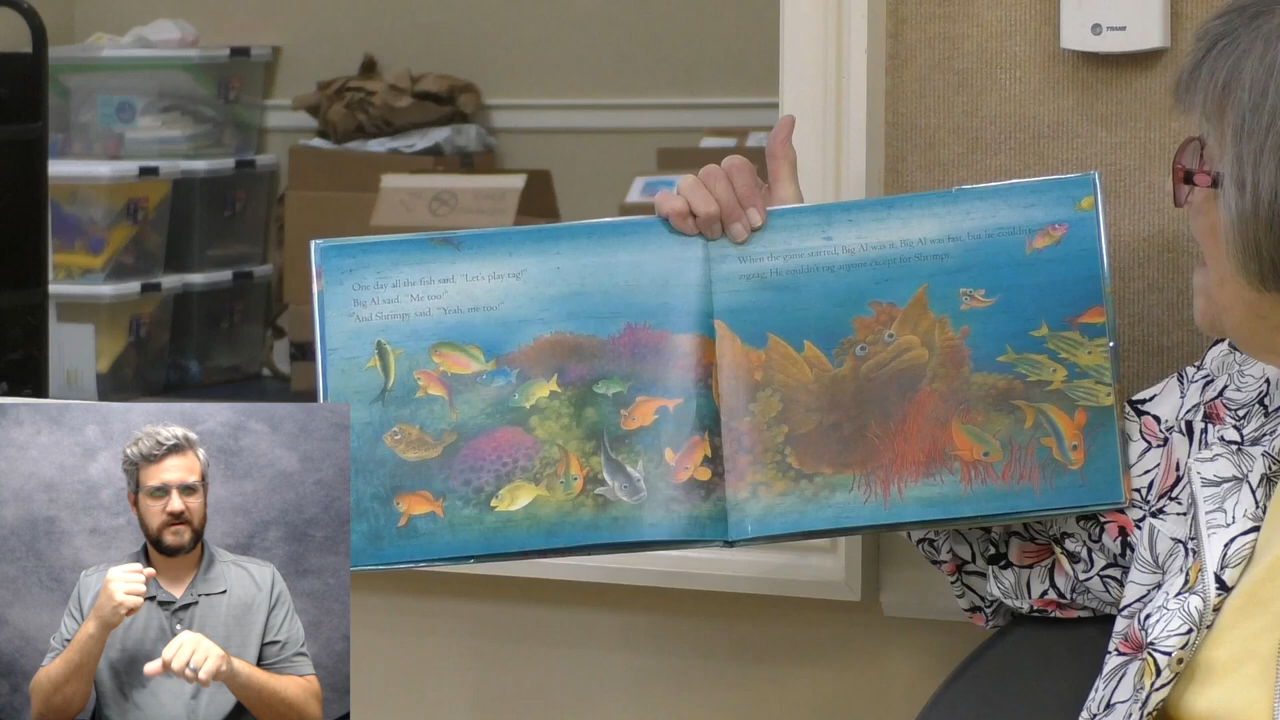 TRANE
One day all the fish said, "Let's play tag!"
Big Al said, "Me too!"
And Shrimpy said, "Yeah, me too!"
When the game started, Big Al was it. Big Al was fast, but he couldn't
zigzag. He couldn't tag anyone except for Shrimpy.